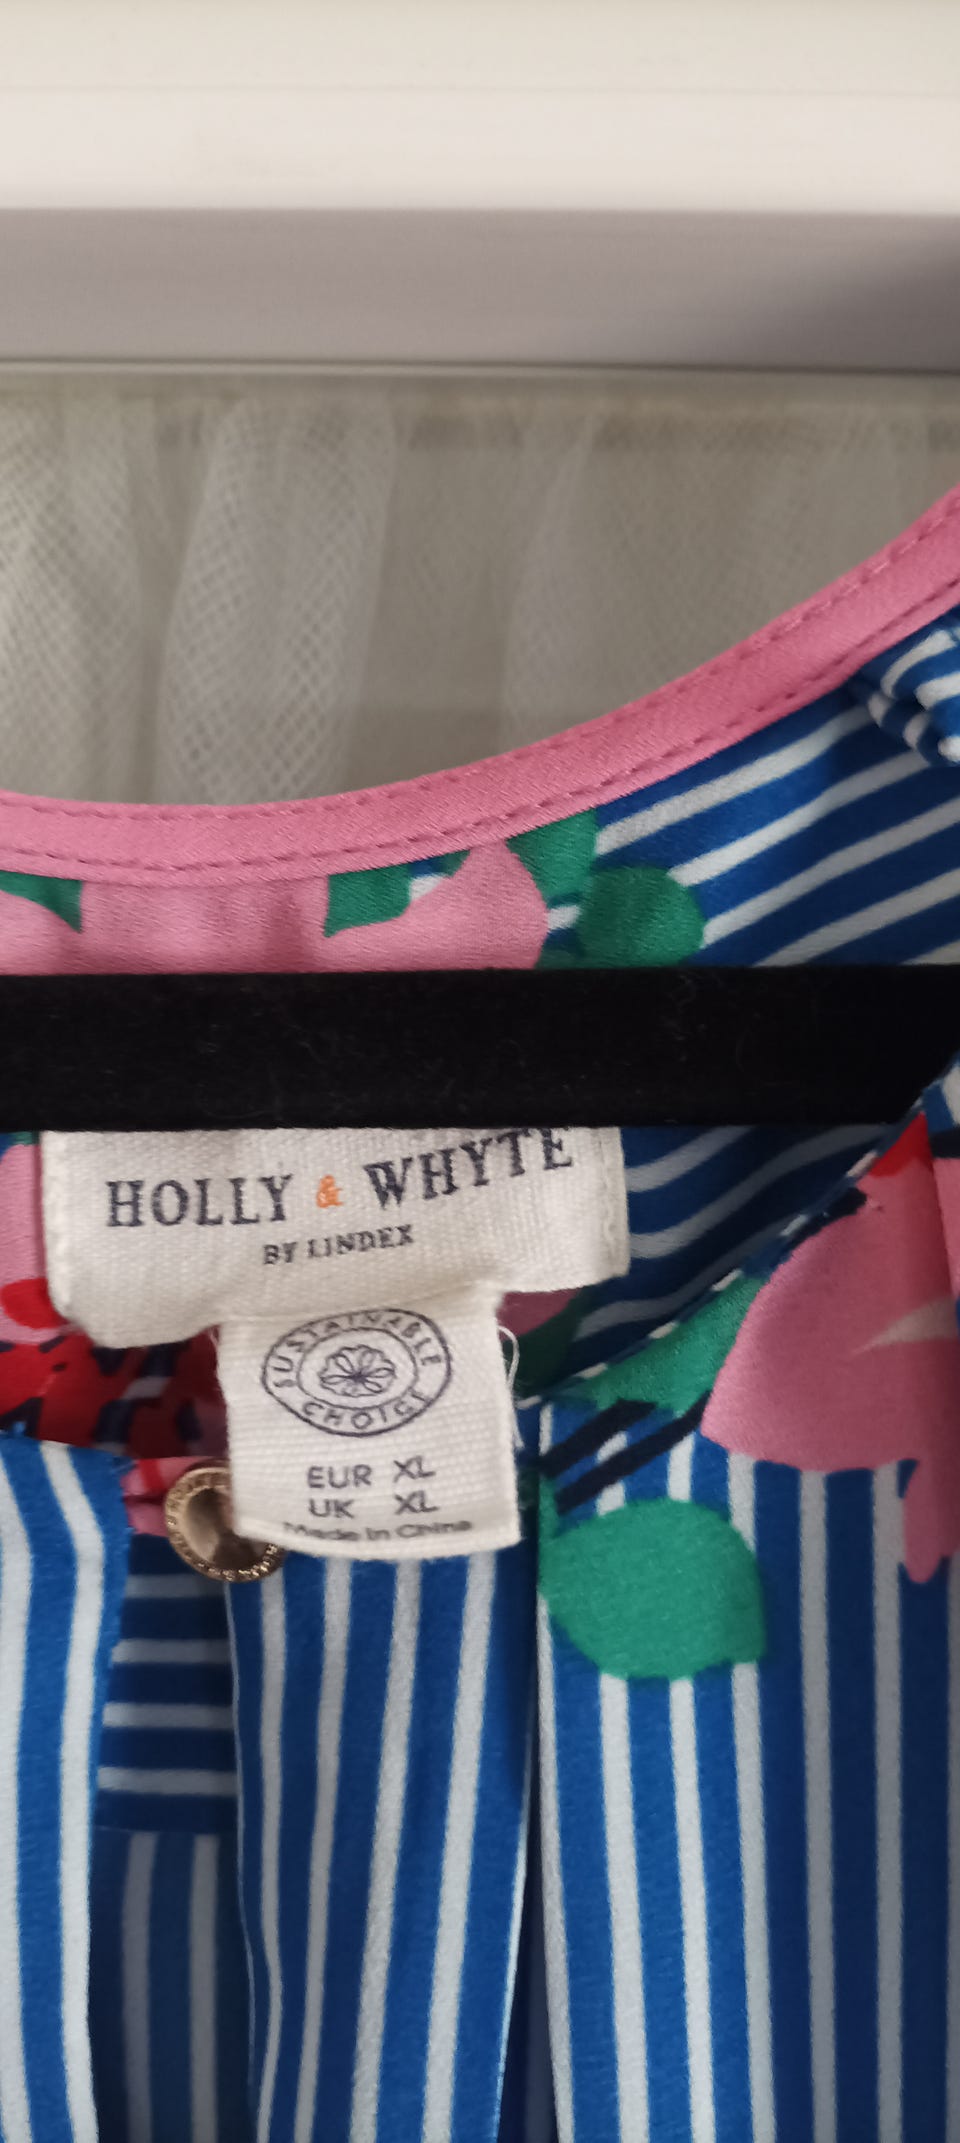 HOLLY & WHYTE
BY LINDEX
SUSTAINABLE
CHOICE
EUR XL
UK XL
Made in China